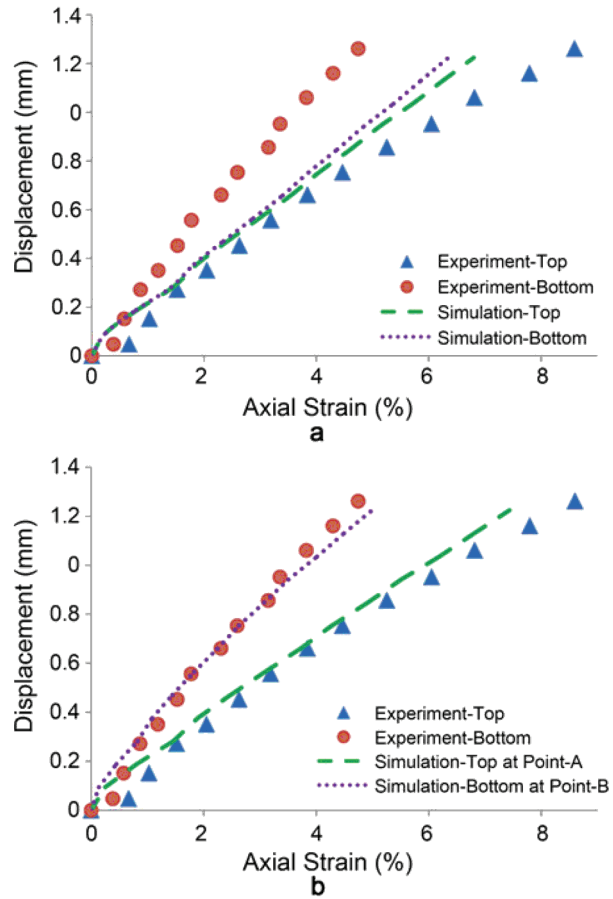 1.4
1.2
0
0.8
0.6
0.4
0.2
0
Displacement (mm)
Experiment-Top
Experiment-Bottom
Simulation-Top
Simulation-Bottom
0 2 4 6 8
Axial Strain (%)
a
1.4
1.2
0
0.8
0.6
0.4
0.2
0
Displacement (mm)
Experiment-Top
Experiment-Bottom
Simulation-Top at Point-A
Simulation-Bottom at Point-B
0 2 4 6 8
Axial Strain (%)
b